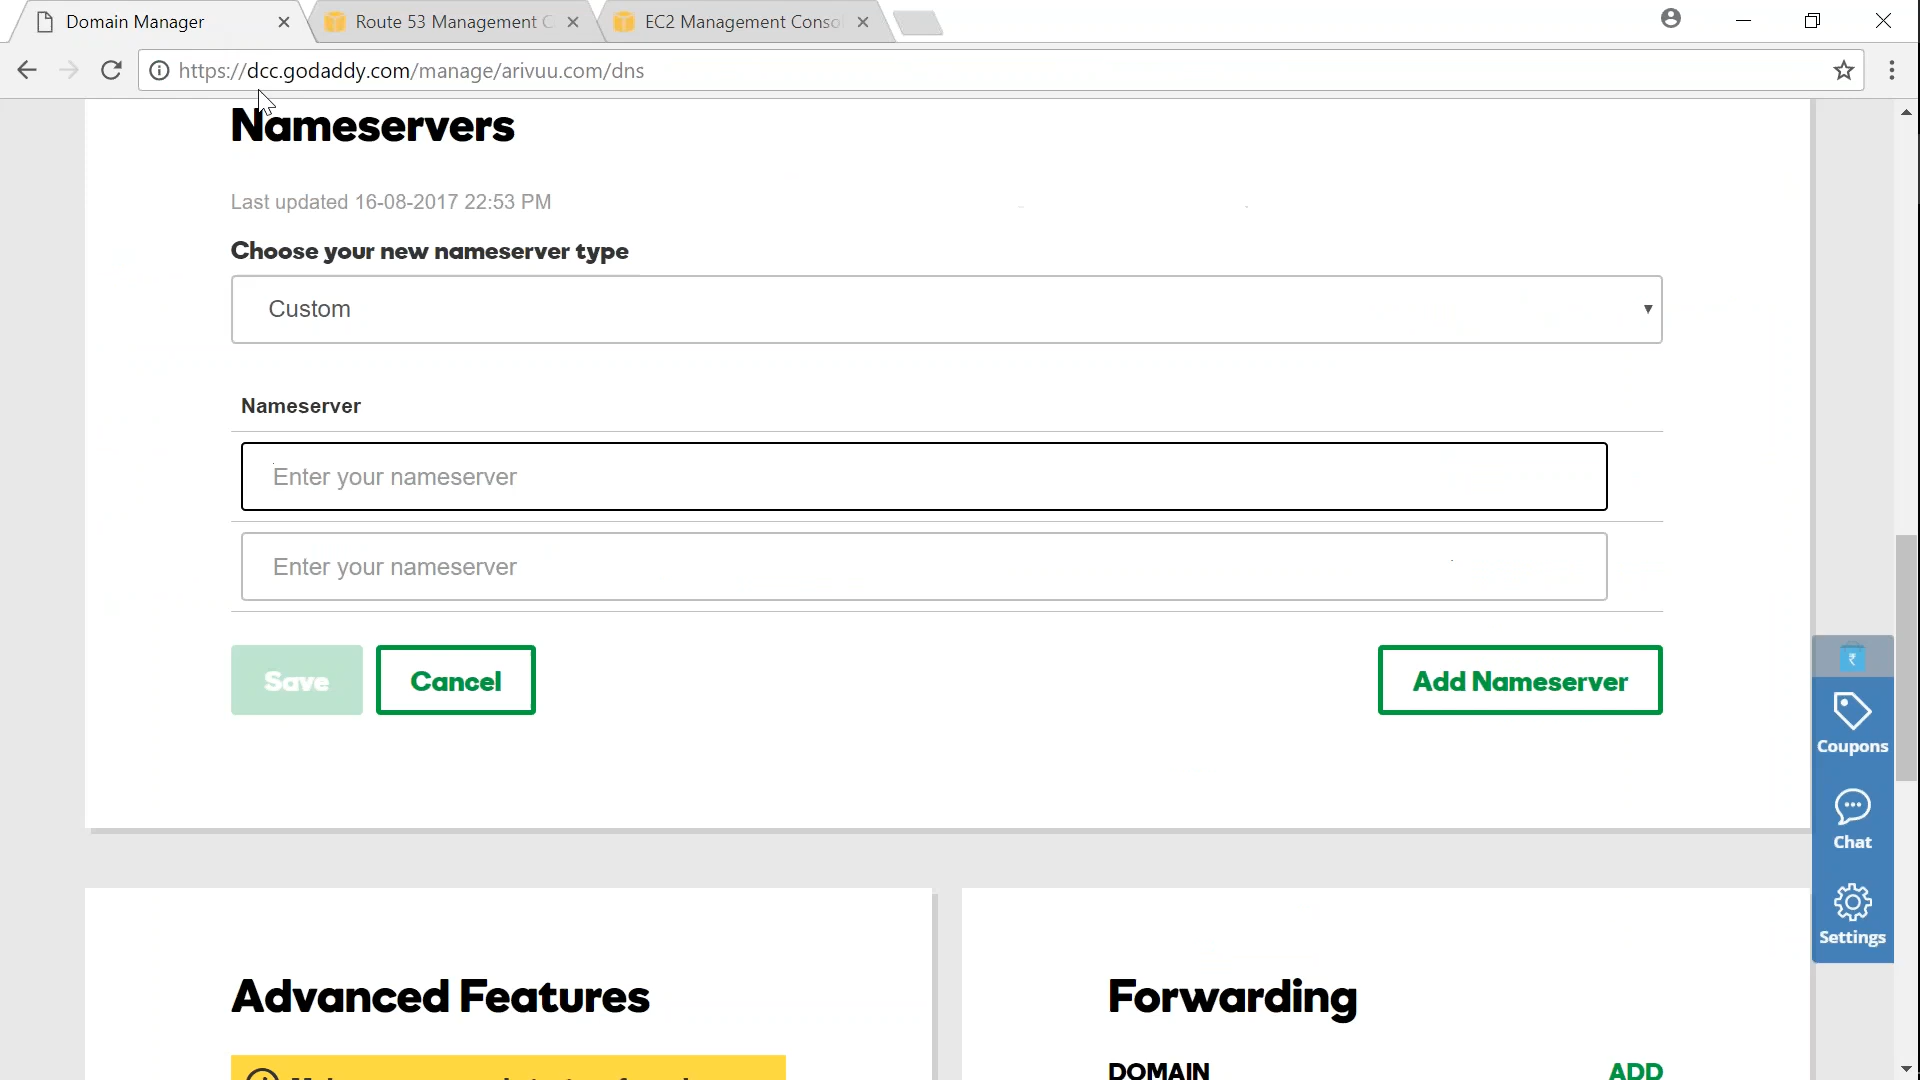 Domain Manager
Route 53 Management C
EC2 Management Conso
https://dcc.godaddy.com/manage/arivuu.com/dns
Nameservers
Last updated 16-08-2017 22:53 PM
Choose your new nameserver type
Custom
Nameserver
Enter your nameserver
Enter your nameserver
Save
Cancel
Add Nameserver
₹
Coupons
Chat
Settings
Advanced Features
Forwarding
DOMAIN
ADD